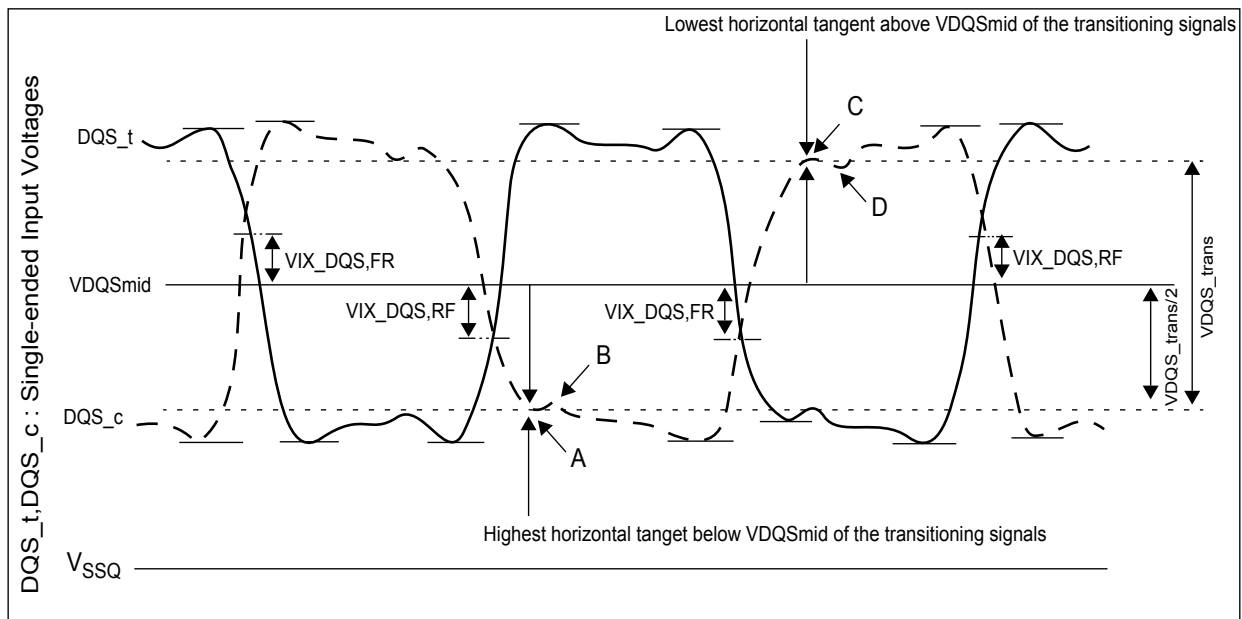 Lowest horizontal tangent above VDQSmid of the transitioning signals
DQS_t,DQS_c : Single-ended Input Voltages
DQS_t
C
D
VIX_DQS,FR
VIX_DQS,RF
VDQSmid
VIX_DQS,RF
VIX_DQS,FR
VDQS_trans/2
VDQS_trans
B
DQS_c
A
Highest horizontal tanget below VDQSmid of the transitioning signals
VSSQ